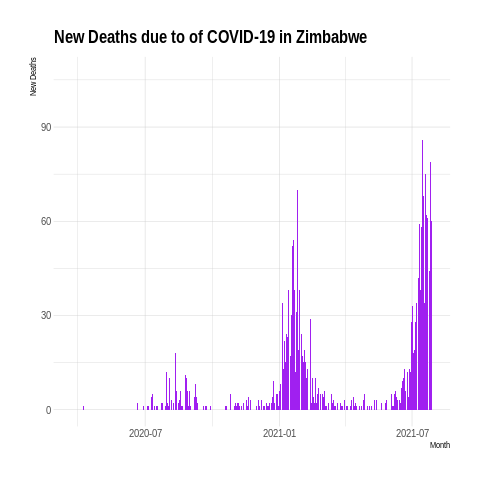 New Deaths due to of COVID-19 in Zimbabwe
New Deaths
90
60
30
0
2020-07
2021-01
2021-07
Month